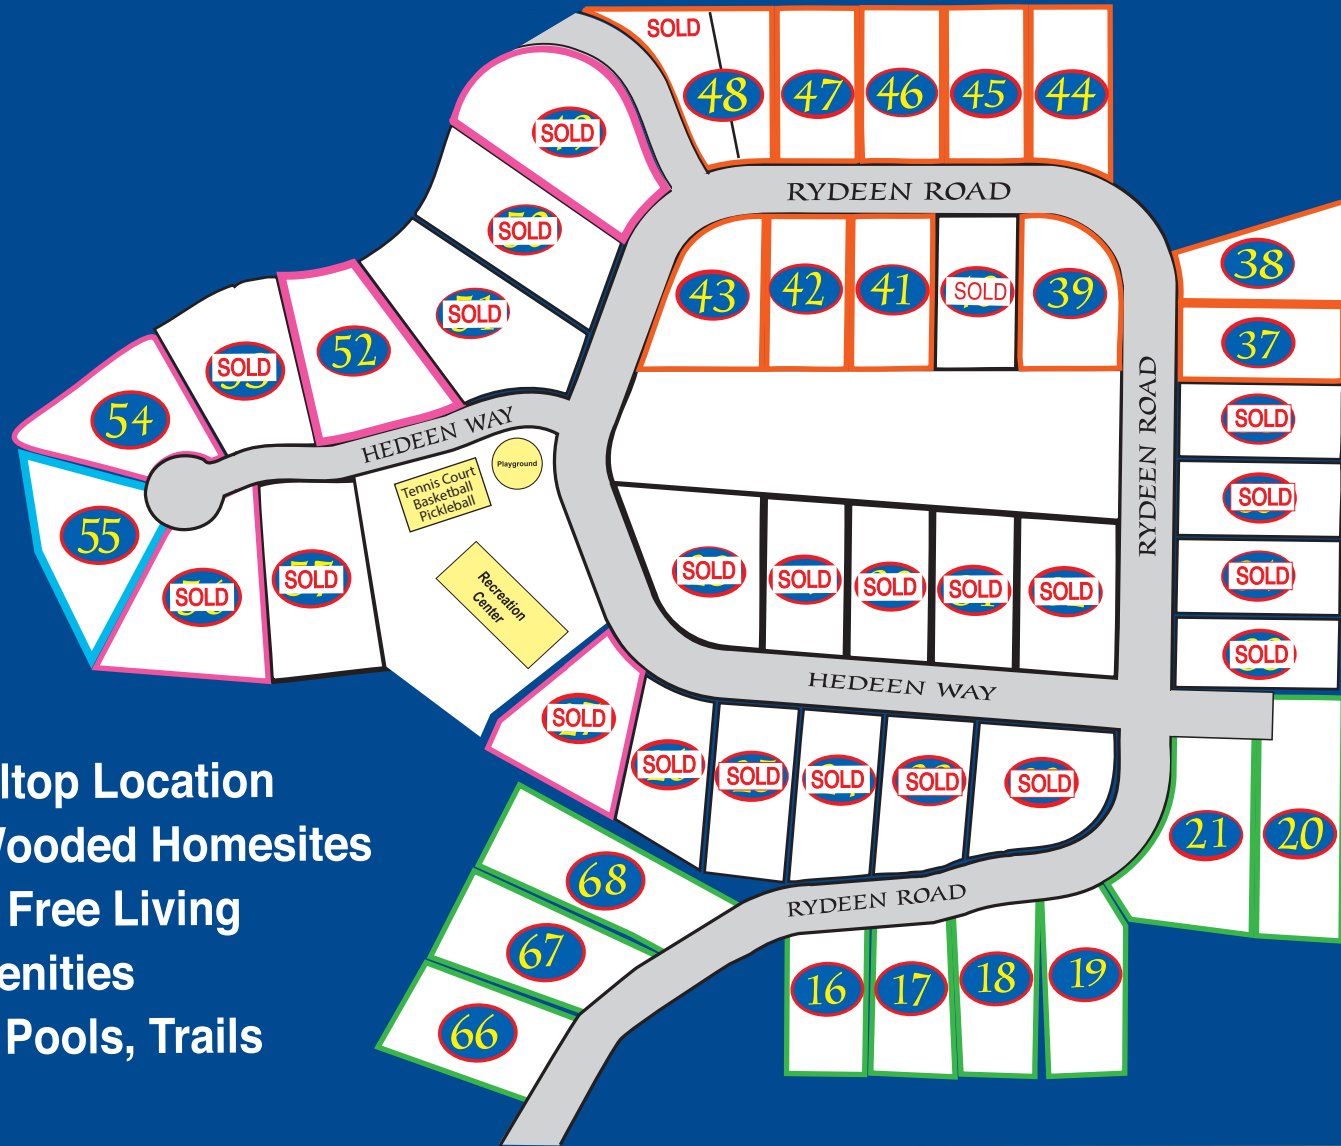 SOLD
48
47
46
45
44
SOLD
RYDEEN ROAD
SOLD
38
43
42
41
SOLD
39
SOLD
37
52
SOLD
RYDEEN ROAD
54
HEDEEN WAY
SOLD
Playground
Tennis Court
Basketball
Pickleball
SOLD
55
SOLD
SOLD
SOLD
SOLD
SOLD
SOLD
SOLD
SOLD
SOLD
Recreation
Center
SOLD
HEDEEN WAY
SOLD
SOLD
SOLD
SOLD
SOLD
SOLD
21
20
68
RYDEEN ROAD
67
16
17
18
19
66
ltop Location
ooded Homesites
Free Living
enities
Pools, Trails